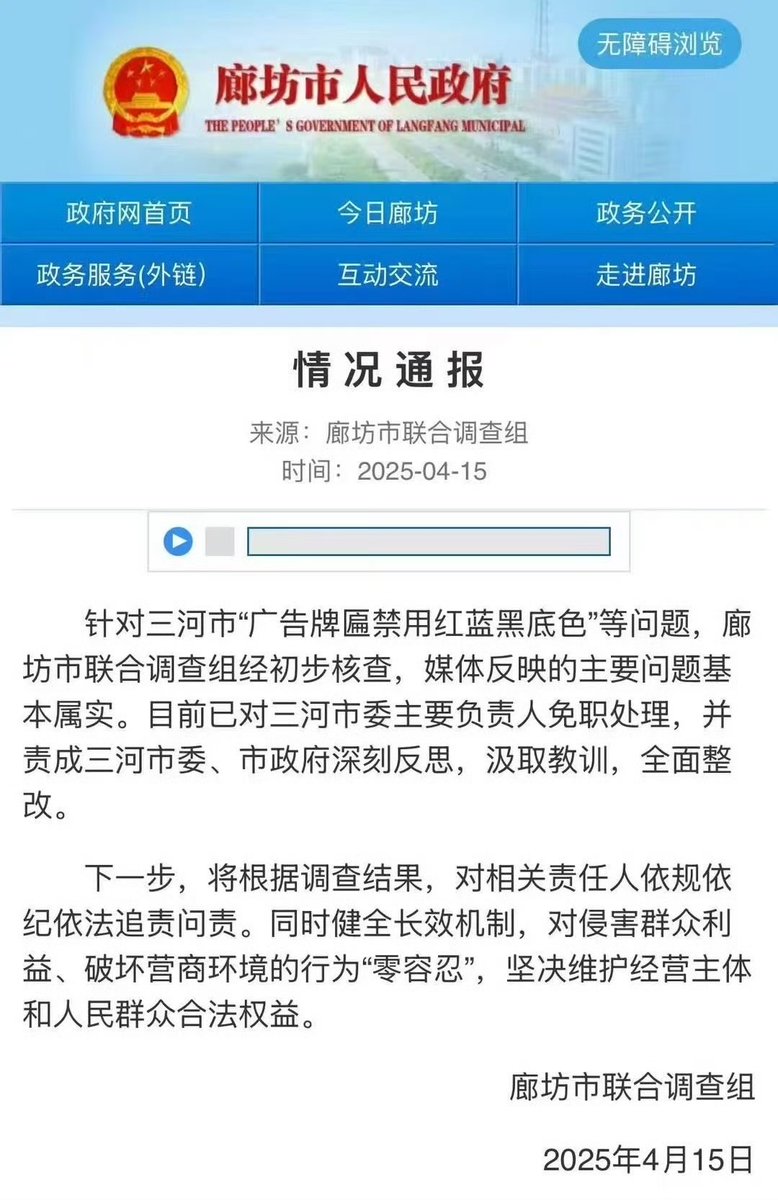 无障碍浏览
廊坊市人民政府
THE PEOPLE'S GOVERNMENT OF LANGFANG MUNICIPAL
政府网首页
今日廊坊
政务公开
政务服务(外链)
互动交流
走进廊坊
情况通报
来源：廊坊市联合调查组
时间：2025-04-15
针对三河市“广告牌匾禁用红蓝黑底色”等问题，廊
坊市联合调查组经初步核查，媒体反映的主要问题基
本属实。目前已对三河市委主要负责人免职处理，并
责成三河市委、市政府深刻反思，汲取教训，全面整
改。
下一步，将根据调查结果，对相关责任人依规依
纪依法追责问责。同时健全长效机制，对侵害群众利
益、破坏营商环境的行为“零容忍”，坚决维护经营主体
和人民群众合法权益。
廊坊市联合调查组
2025年4月15日